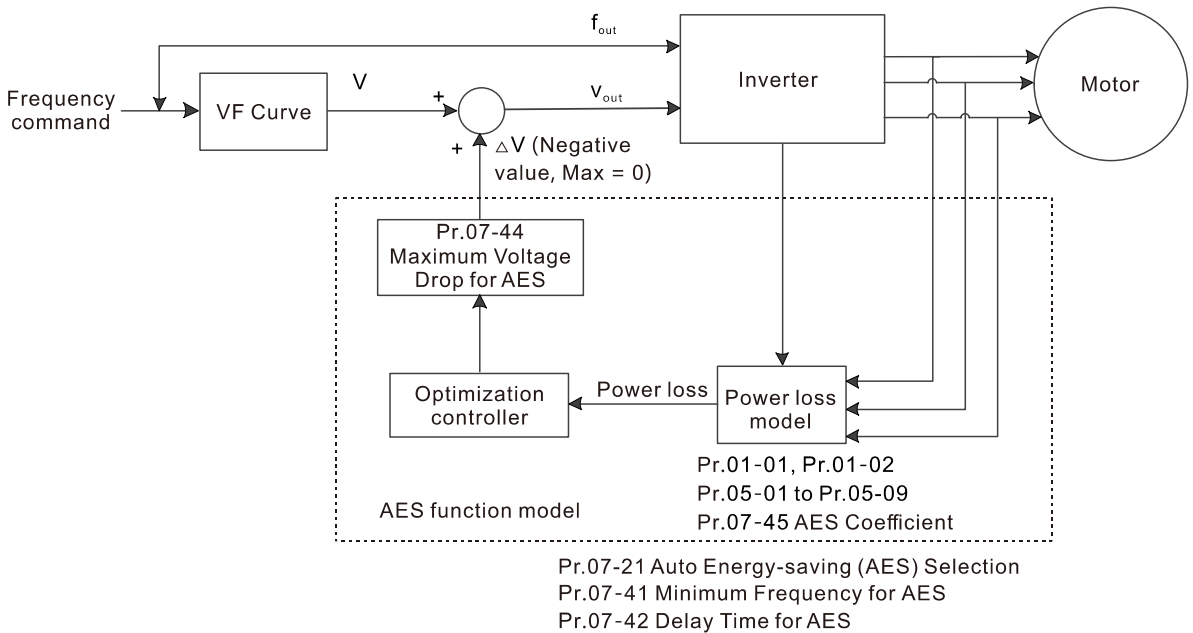 f_out
Frequency
command
VF Curve
V
+
v_out
Inverter
Motor
+
△V (Negative
value, Max = 0)
Pr.07-44
Maximum Voltage
Drop for AES
Optimization
controller
Power loss
Power loss
model
Pr.01-01, Pr.01-02
Pr.05-01 to Pr.05-09
Pr.07-45 AES Coefficient
AES function model
Pr.07-21 Auto Energy-saving (AES) Selection
Pr.07-41 Minimum Frequency for AES
Pr.07-42 Delay Time for AES